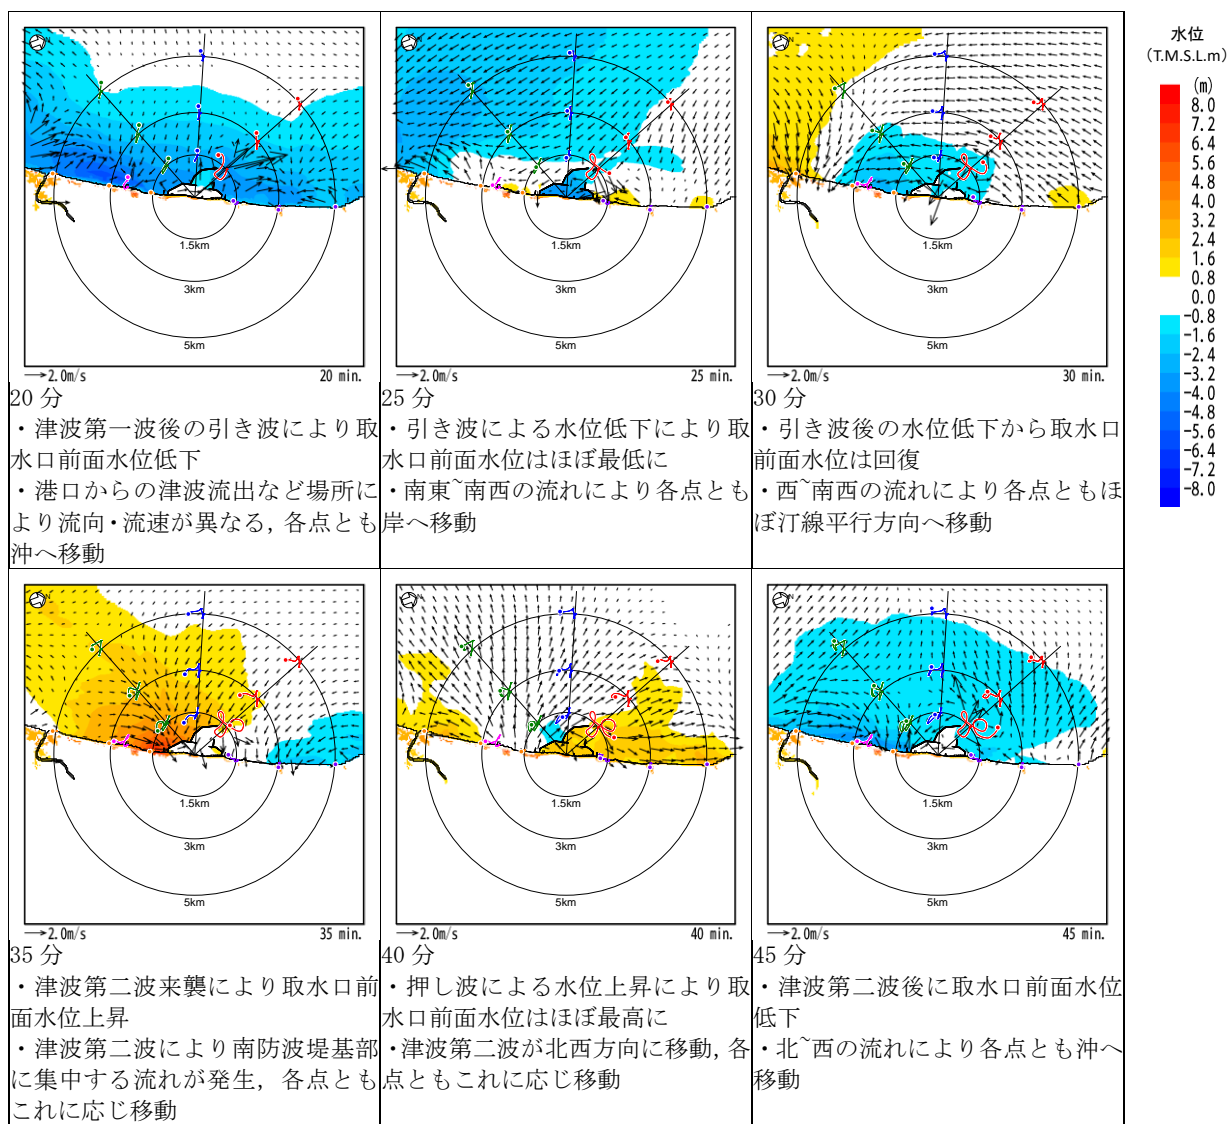 水位
(T.M.S.L.m)
(m)
8.0
7.2
6.4
5.6
4.8
4.0
3.2
2.4
1.6
0.8
0.0
-0.8
-1.6
-2.4
-3.2
-4.0
-4.8
-5.6
-6.4
-7.2
-8.0
N
1.5km
3km
5km
→2.0m/s 20 min.
20 分
・津波第一波後の引き波により取
水口前面水位低下
・港口からの津波流出など場所に
より流向・流速が異なる, 各点とも
沖へ移動
N
1.5km
3km
5km
→2.0m/s 25 min.
25 分
・引き波による水位低下により取
水口前面水位はほぼ最低に
・南東~南西の流れにより各点とも
岸へ移動
N
1.5km
3km
5km
→2.0m/s 30 min.
30 分
・引き波後の水位低下から取水口
前面水位は回復
・西~南西の流れにより各点ともほ
ぼ汀線平行方向へ移動
N
1.5km
3km
5km
→2.0m/s 35 min.
35 分
・津波第二波来襲により取水口前
面水位上昇
・津波第二波により南防波堤基部
に集中する流れが発生, 各点とも
これに応じ移動
N
1.5km
3km
5km
→2.0m/s 40 min.
40 分
・押し波による水位上昇により取
水口前面水位はほぼ最高に
・津波第二波が北西方向に移動, 各
点ともこれに応じ移動
N
1.5km
3km
5km
→2.0m/s 45 min.
45 分
・津波第二波後に取水口前面水位
低下
・北~西の流れにより各点とも沖へ
移動